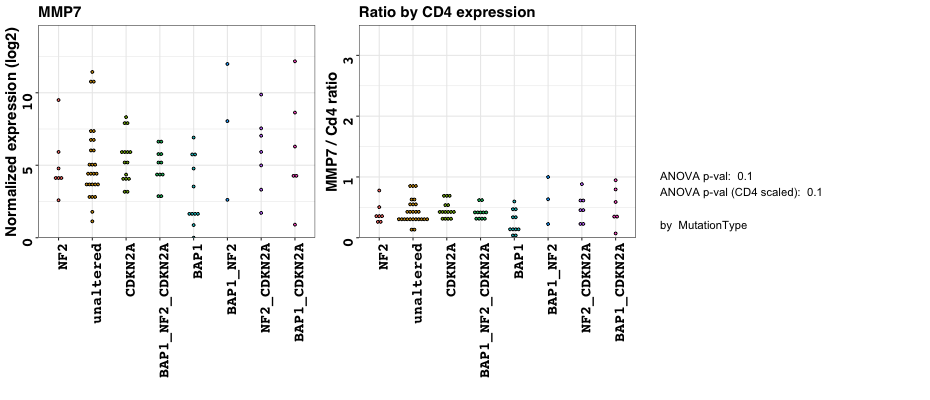 MMP7
Normalized expression (log2)
10
5
0
NF2
unaltered
CDKN2A
BAP1_NF2_CDKN2A
BAP1
BAP1_NF2
NF2_CDKN2A
BAP1_CDKN2A
Ratio by CD4 expression
MMP7 / Cd4 ratio
3
2
1
0
NF2
unaltered
CDKN2A
BAP1_NF2_CDKN2A
BAP1
BAP1_NF2
NF2_CDKN2A
BAP1_CDKN2A
ANOVA p-val: 0.1
ANOVA p-val (CD4 scaled): 0.1
by MutationType